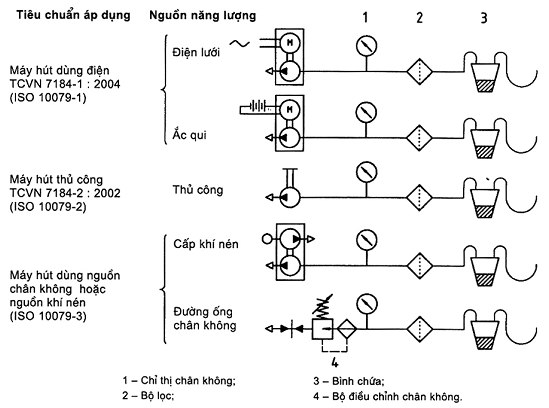 Tiêu chuẩn áp dụng Nguồn năng lượng 1 2 3
Điện lưới
M
Máy hút dùng điện
TCVN 7184-1 : 2004
(ISO 10079-1)
M
Ắc qui
Máy hút thủ công
TCVN 7184-2 : 2002
(ISO 10079-2)
Thủ công
Cấp khí nén
Máy hút dùng nguồn
chân không hoặc
nguồn khí nén
(ISO 10079-3)
Đường ống
chân không
4
1 – Chỉ thị chân không; 3 – Bình chứa;
2 – Bộ lọc; 4 – Bộ điều chỉnh chân không.